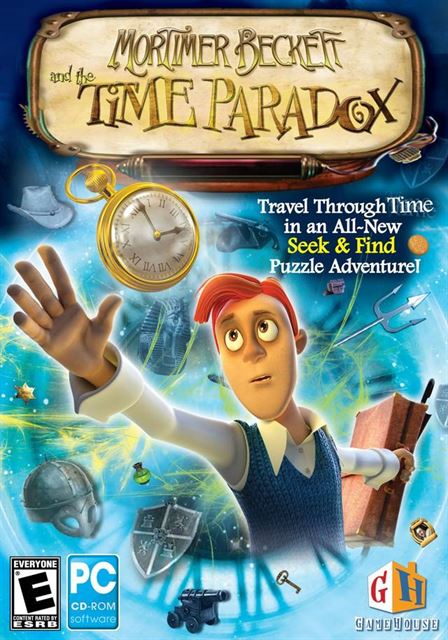 MORTIMER BECKETT
and the
TIME PARADOX
Travel Through Time
in an All-New
Seek & Find
Puzzle Adventure!
EVERYONE
E
CONTENT RATED BY
ESRB
PC
CD-ROM
software
G H
GAMEHOUSE